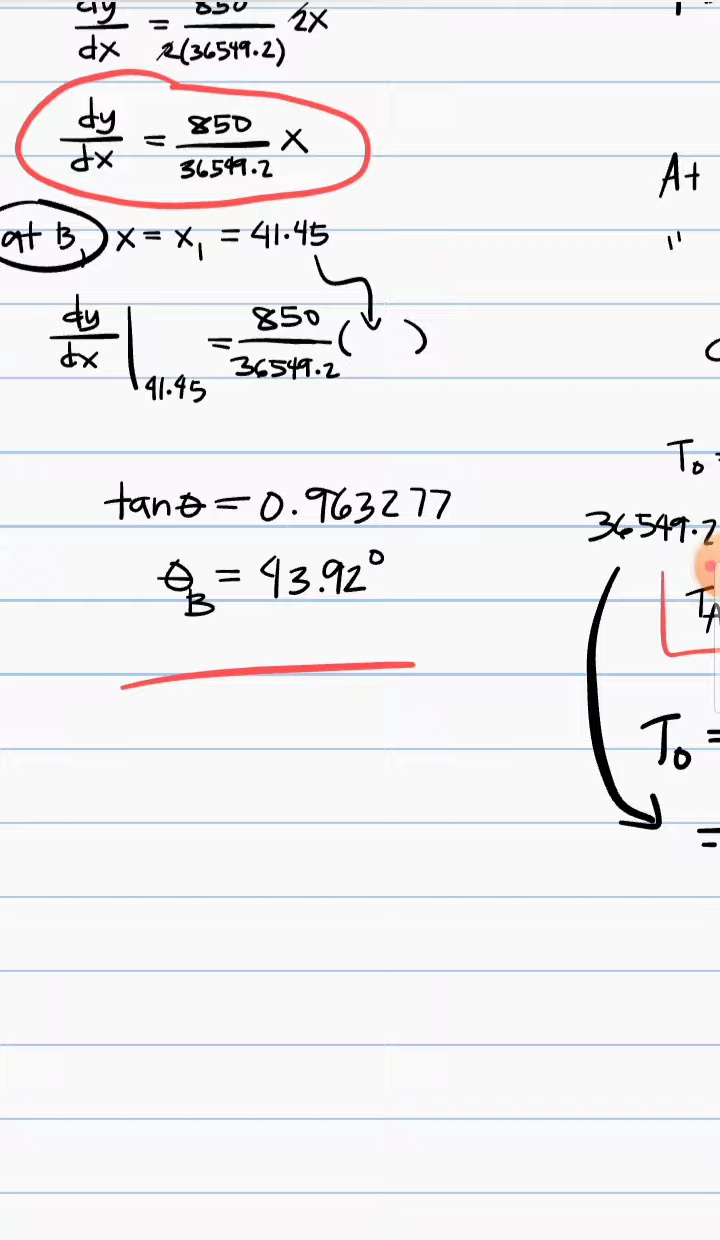 dy/dx = 850/2(36549.2) 2x
dy/dx = 850/36549.2 x
at B, x = x₁ = 41.45
dy/dx |41.45 = 850/36549.2 ( )
tanθ = 0.963277
θB = 43.92°
At
"
T₀ =
36549.2
TA
T₀ =
=